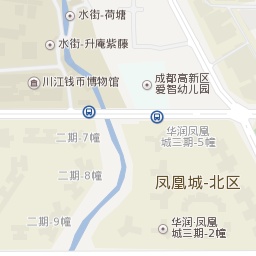 水街-荷塘
水街-升庵紫藤
川江钱币博物馆
成都高新区
爱智幼儿园
二期-7幢
华润凤凰
城三期-5幢
二期-8幢
凤凰城-北区
二期-9幢
华润·凤凰
城三期-2幢